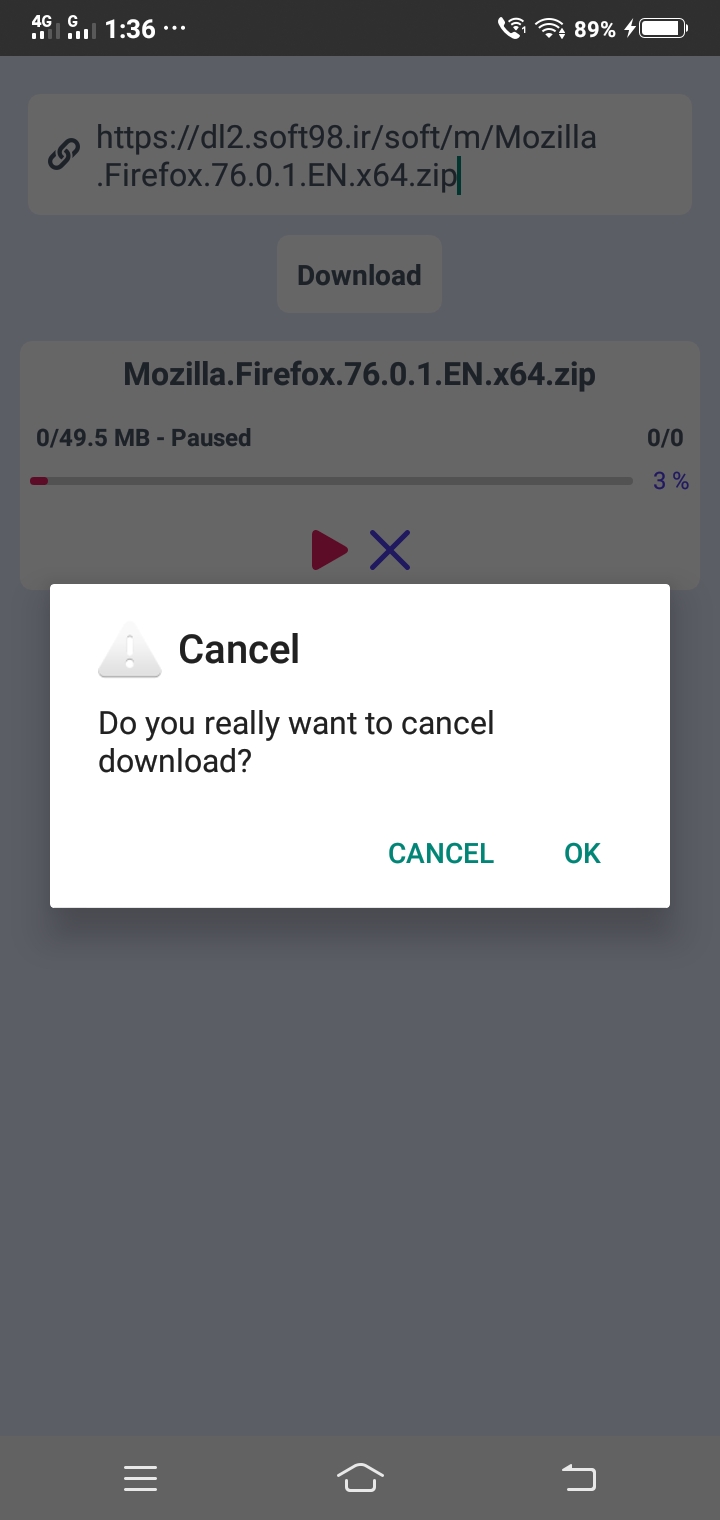 4G G 1:36 ··· 1 89%
https://dl2.soft98.ir/soft/m/Mozilla
.Firefox.76.0.1.EN.x64.zip
Download
Mozilla.Firefox.76.0.1.EN.x64.zip
0/49.5 MB - Paused 0/0
3 %
Cancel
Do you really want to cancel
download?
CANCEL OK